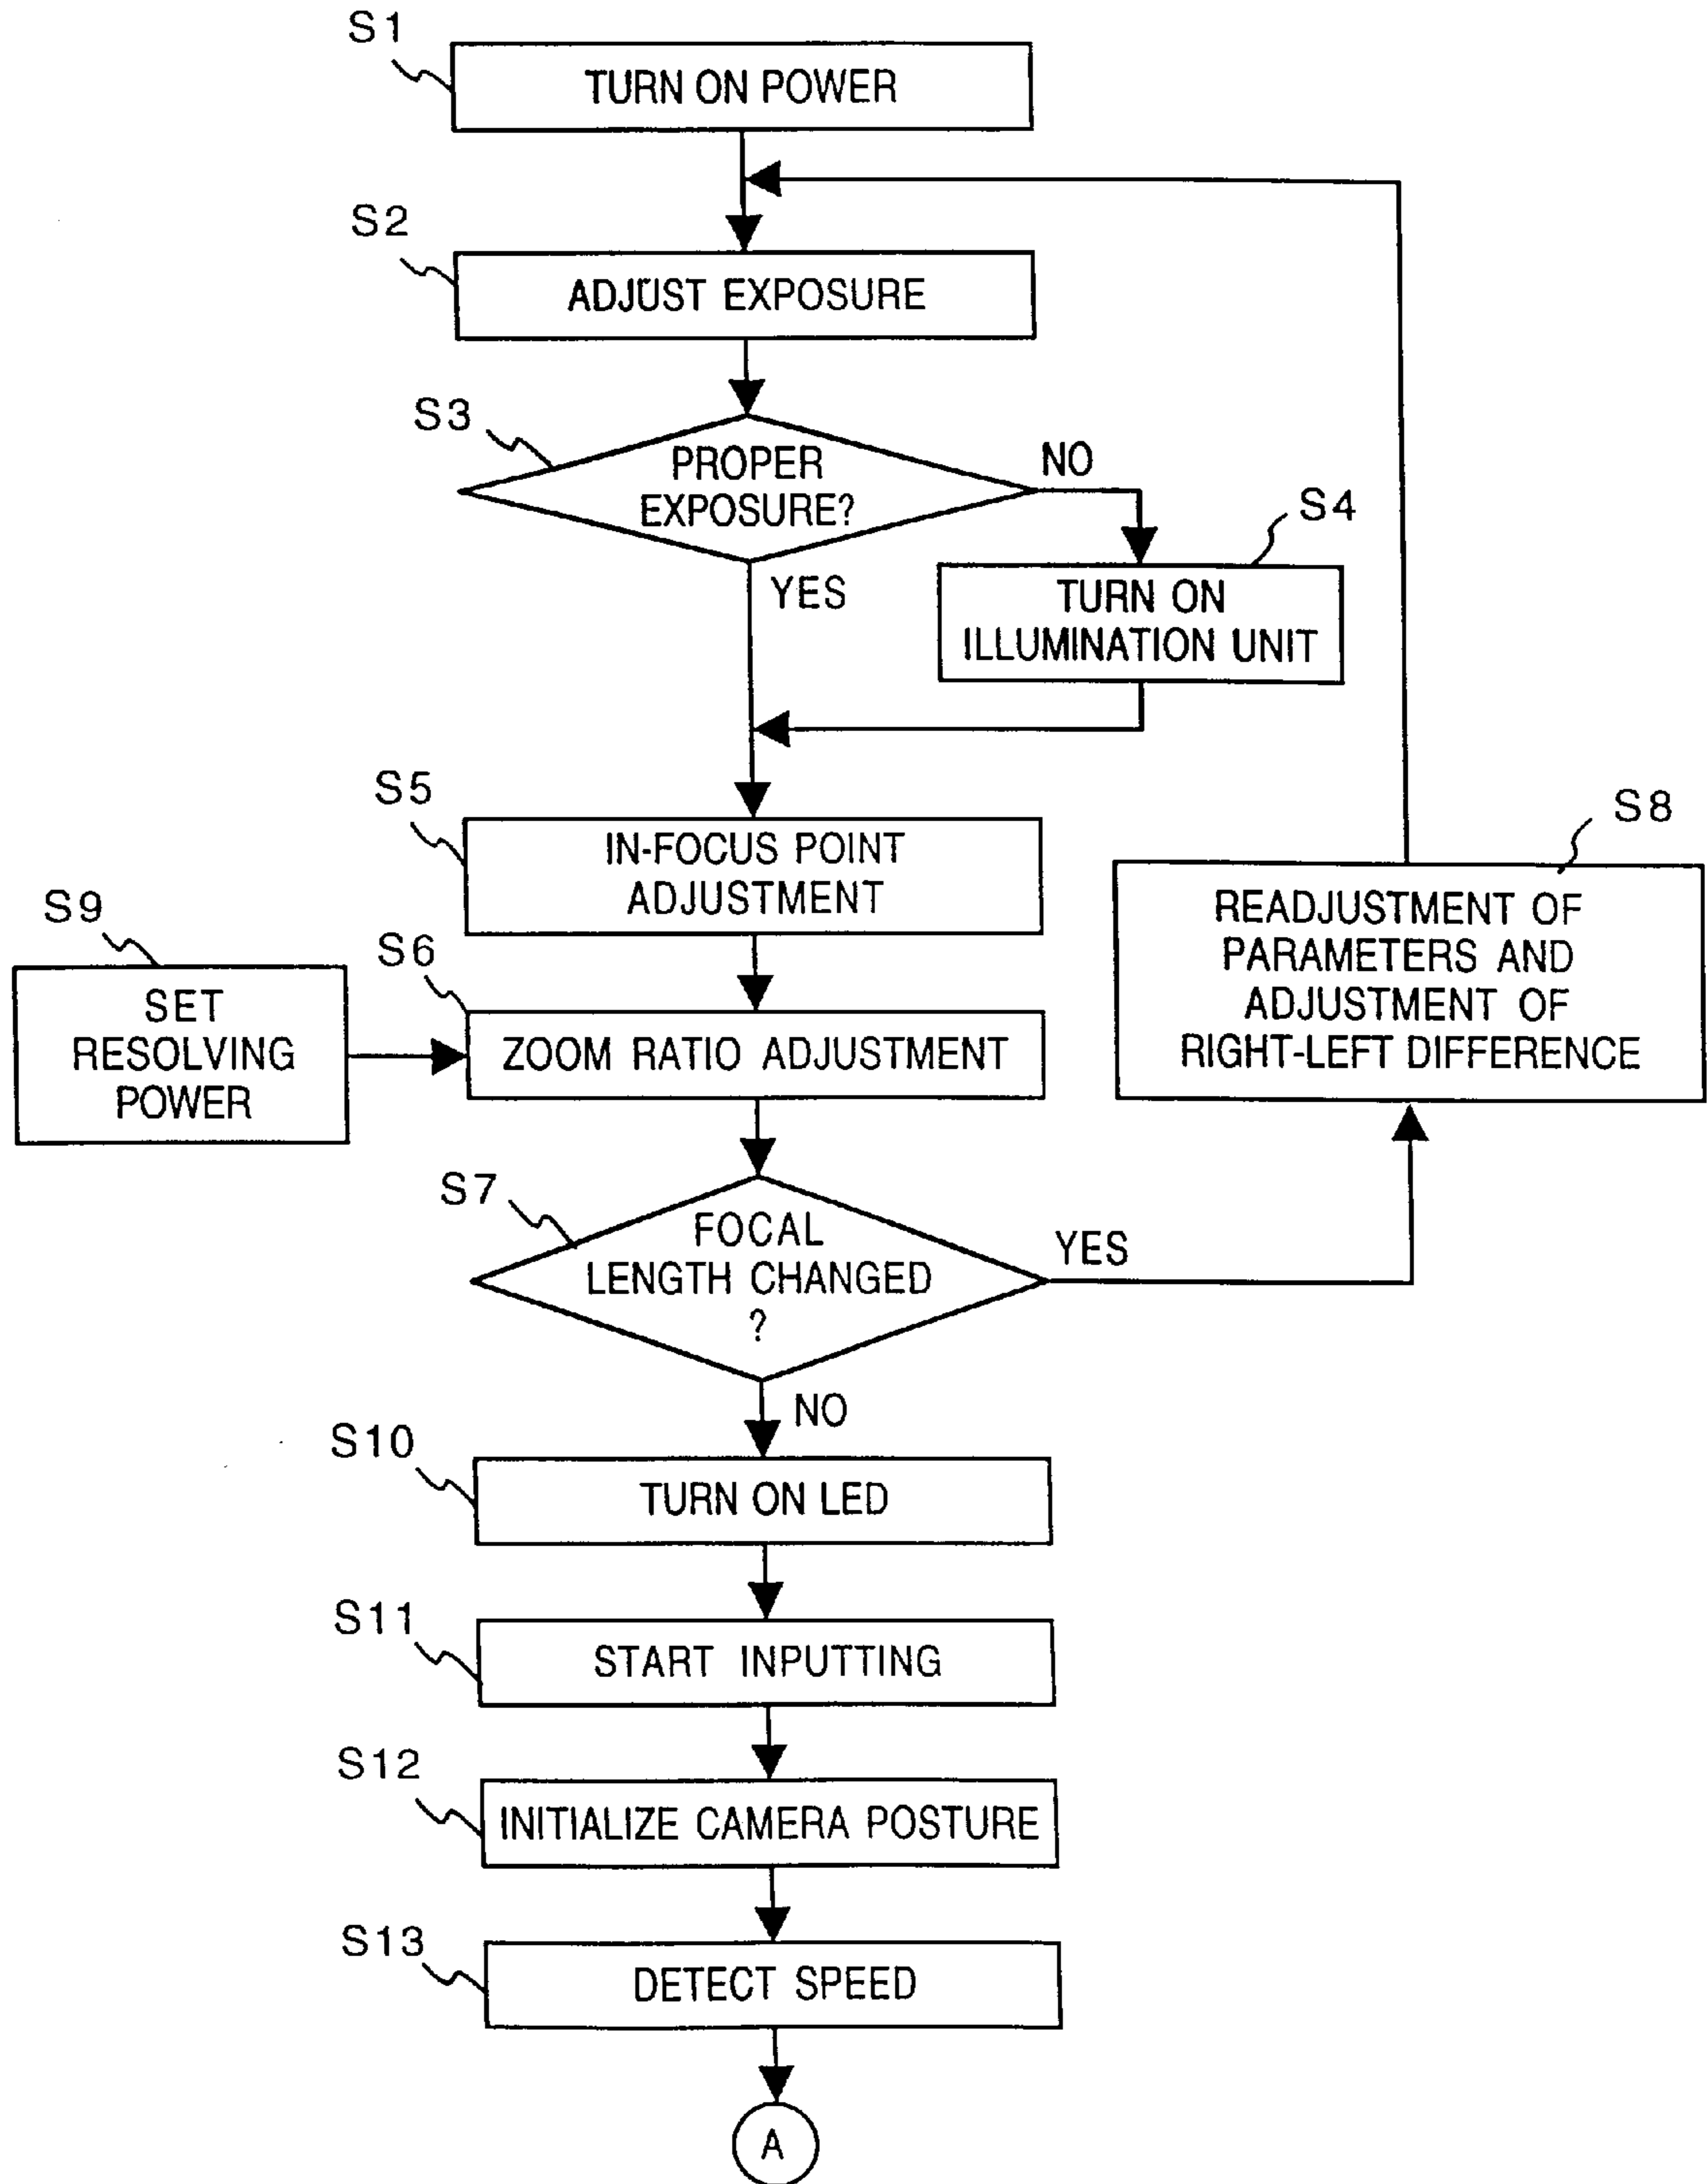 S1
TURN ON POWER
S2
ADJUST EXPOSURE
S3
PROPER
EXPOSURE?
NO
YES
S4
TURN ON
ILLUMINATION UNIT
S5
IN-FOCUS POINT
ADJUSTMENT
S8
READJUSTMENT OF
PARAMETERS AND
ADJUSTMENT OF
RIGHT-LEFT DIFFERENCE
S9
SET
RESOLVING
POWER
S6
ZOOM RATIO ADJUSTMENT
S7
FOCAL
LENGTH CHANGED
?
YES
NO
S10
TURN ON LED
S11
START INPUTTING
S12
INITIALIZE CAMERA POSTURE
S13
DETECT SPEED
A